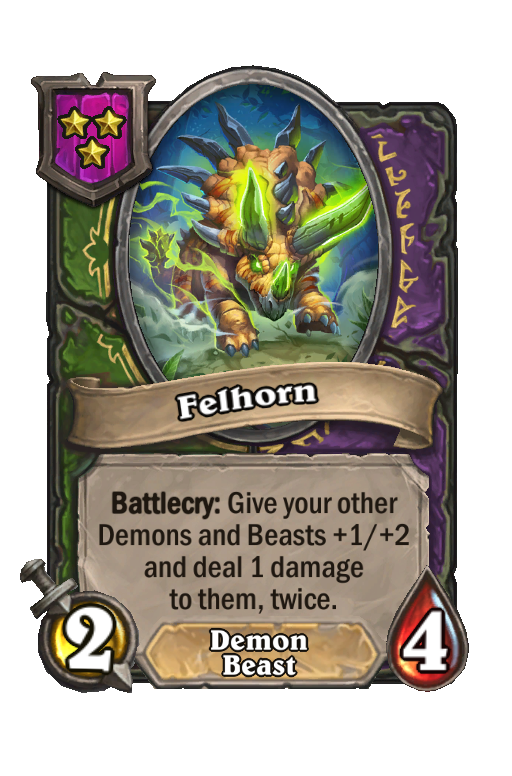 Felhorn
Battlecry: Give your other
Demons and Beasts +1/+2
and deal 1 damage
to them, twice.
2
Demon
Beast
4